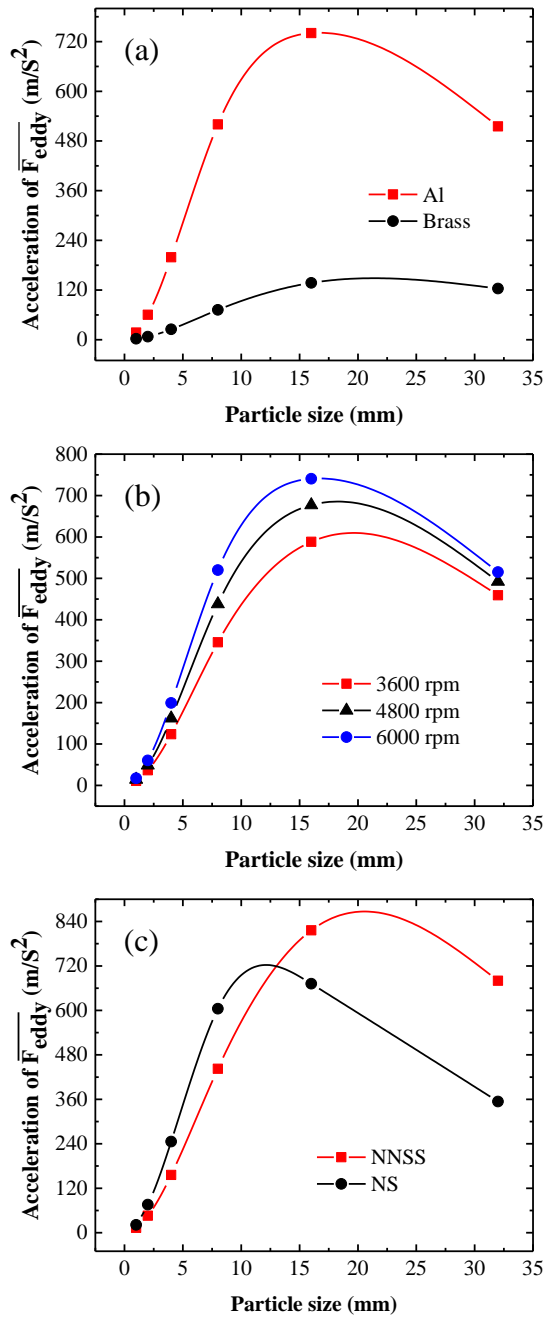 (a)
Acceleration of F_eddy (m/S²)
720
600
480
360
240
120
0
Al
Brass
0 5 10 15 20 25 30 35
Particle size (mm)
(b)
Acceleration of F_eddy (m/S²)
800
700
600
500
400
300
200
100
0
3600 rpm
4800 rpm
6000 rpm
0 5 10 15 20 25 30 35
Particle size (mm)
(c)
Acceleration of F_eddy (m/S²)
840
720
600
480
360
240
120
0
NNSS
NS
0 5 10 15 20 25 30 35
Particle size (mm)